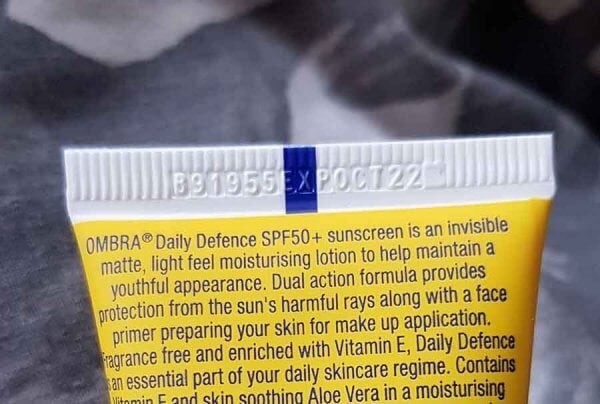 891955EXPOCT22
OMBRA® Daily Defence SPF50+ sunscreen is an invisible
matte, light feel moisturising lotion to help maintain a
youthful appearance. Dual action formula provides
protection from the sun's harmful rays along with a face
primer preparing your skin for make up application.
Fragrance free and enriched with Vitamin E, Daily Defence
is an essential part of your daily skincare regime. Contains
Vitamin E and skin soothing Aloe Vera in a moisturising